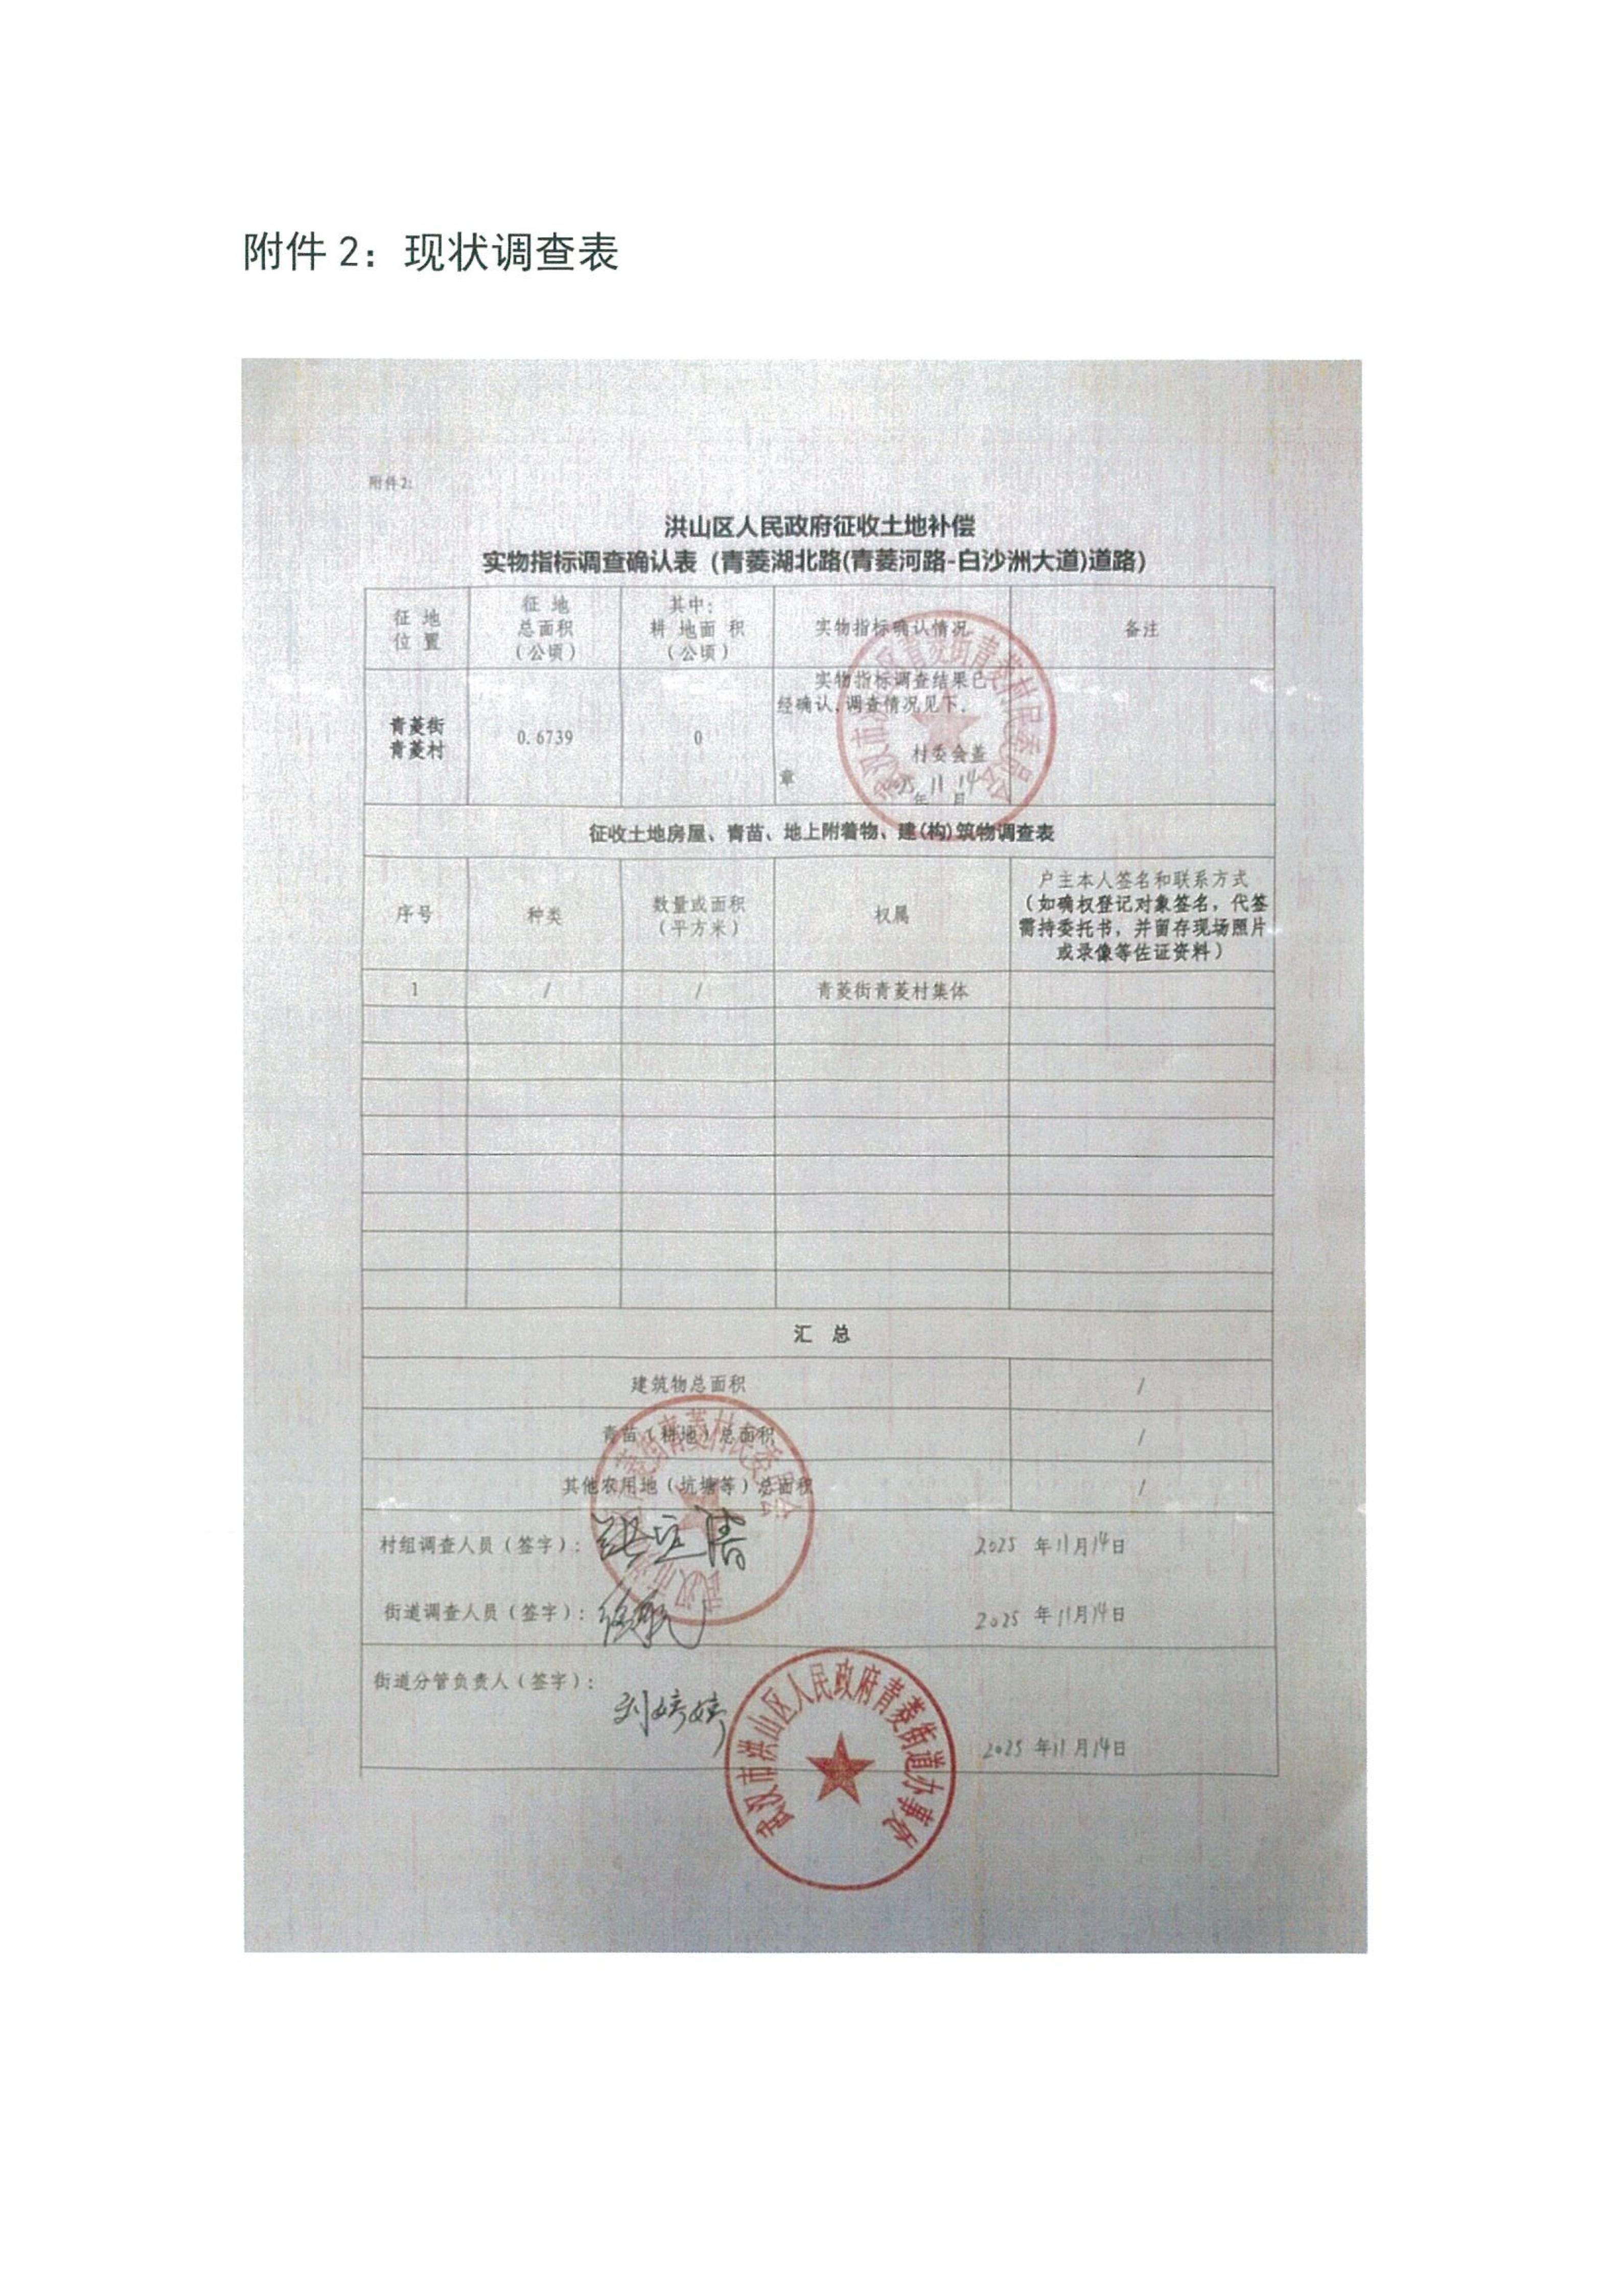 附件 2：现状调查表
附件2:
洪山区人民政府征收土地补偿
实物指标调查确认表（青菱湖北路(青菱河路-白沙洲大道)道路）
征 地
位 置
征 地
总面积
（公顷）
其中:
耕 地面 积
（公顷）
实物指标确认情况
备注
青菱街
青菱村
0.6739
0
实物指标调查结果已
经确认,调查情况见下。
村委会盖
章
11 14
年 月
征收土地房屋、青苗、地上附着物、建(构)筑物调查表
序号
种类
数量或面积
（平方米）
权属
户主本人签名和联系方式
（如确权登记对象签名，代签
需持委托书，并留存现场照片
或录像等佐证资料）
1
/
/
青菱街青菱村集体
汇 总
建筑物总面积
/
青苗（耕地）总面积
/
其他农用地（坑塘等）总面积
/
村组调查人员（签字）:
2025 年11月14日
街道调查人员（签字）:
2025 年11月14日
街道分管负责人（签字）:
刘婷婷
2025 年11月14日
武汉市洪山区人民政府青菱街道办事处